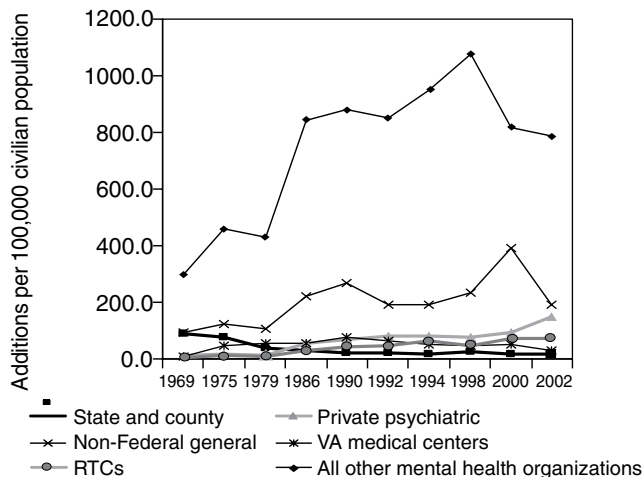 Additions per 100,000 civilian population
1200.0
1000.0
800.0
600.0
400.0
200.0
0.0
1969 1975 1979 1986 1990 1992 1994 1998 2000 2002
State and county Private psychiatric
Non-Federal general VA medical centers
RTCs All other mental health organizations